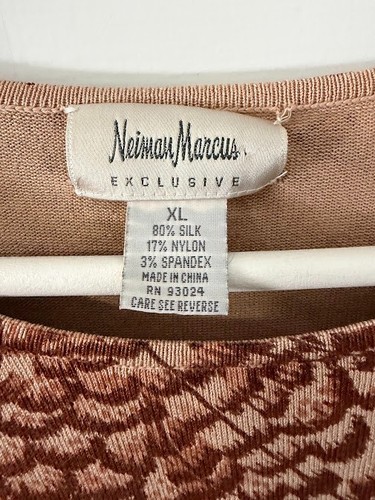 Neiman Marcus
EXCLUSIVE
XL
80% SILK
17% NYLON
3% SPANDEX
MADE IN CHINA
RN 93024
CARE SEE REVERSE